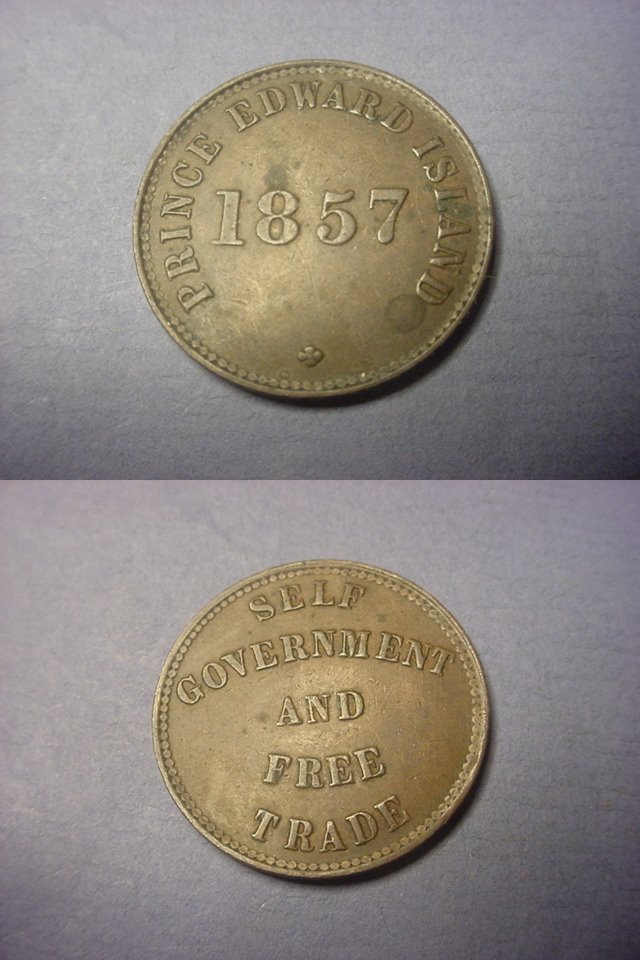 PRINCE EDWARD ISLAND
1857
SELF
GOVERNMENT
AND
FREE
TRADE